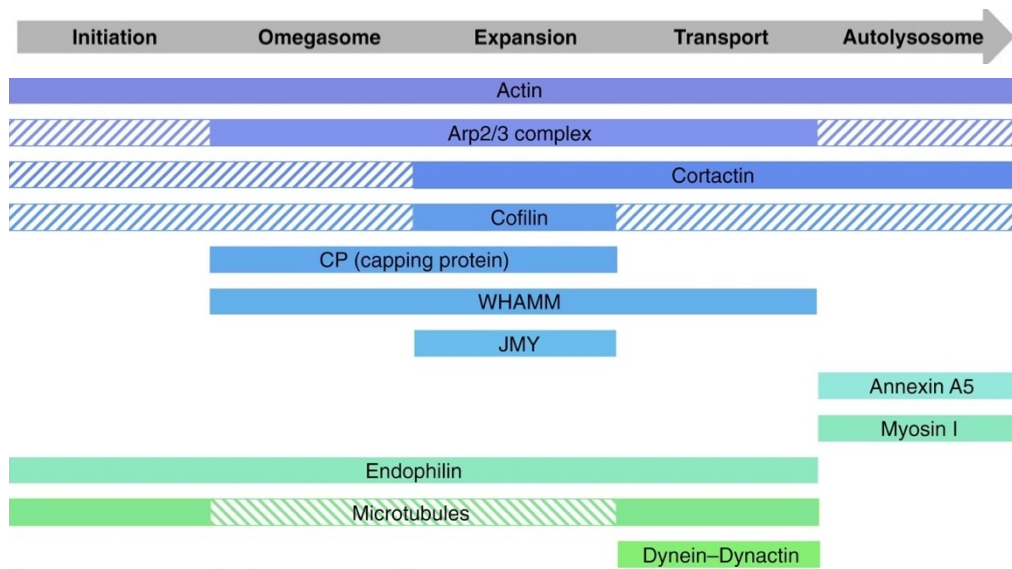 Initiation Omegasome Expansion Transport Autolysosome
Actin
Arp2/3 complex
Cortactin
Cofilin
CP (capping protein)
WHAMM
JMY
Annexin A5
Myosin I
Endophilin
Microtubules
Dynein–Dynactin